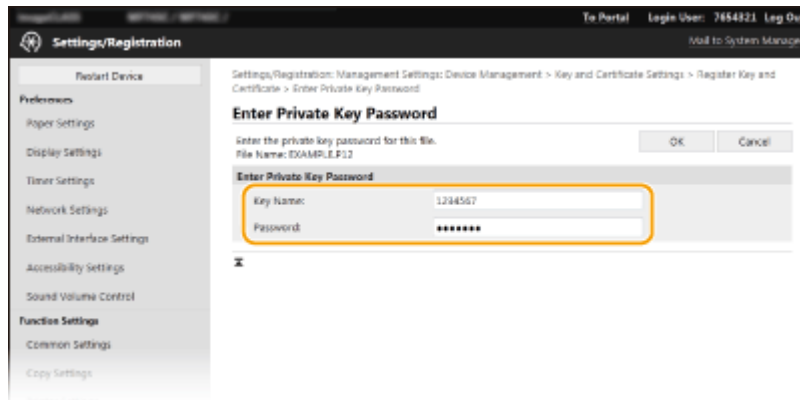 To Portal Login User: 7654321 Log Ou
Settings/Registration
Mail to System Manage
Restart Device
Preferences
Paper Settings
Display Settings
Timer Settings
Network Settings
External Interface Settings
Accessibility Settings
Sound Volume Control
Function Settings
Common Settings
Copy Settings
Settings/Registration: Management Settings: Device Management > Key and Certificate Settings > Register Key and
Certificate > Enter Private Key Password
Enter Private Key Password
Enter the private key password for this file.
File Name: EXAMPLE.P12
OK Cancel
Enter Private Key Password
Key Name: 1234567
Password: •••••••